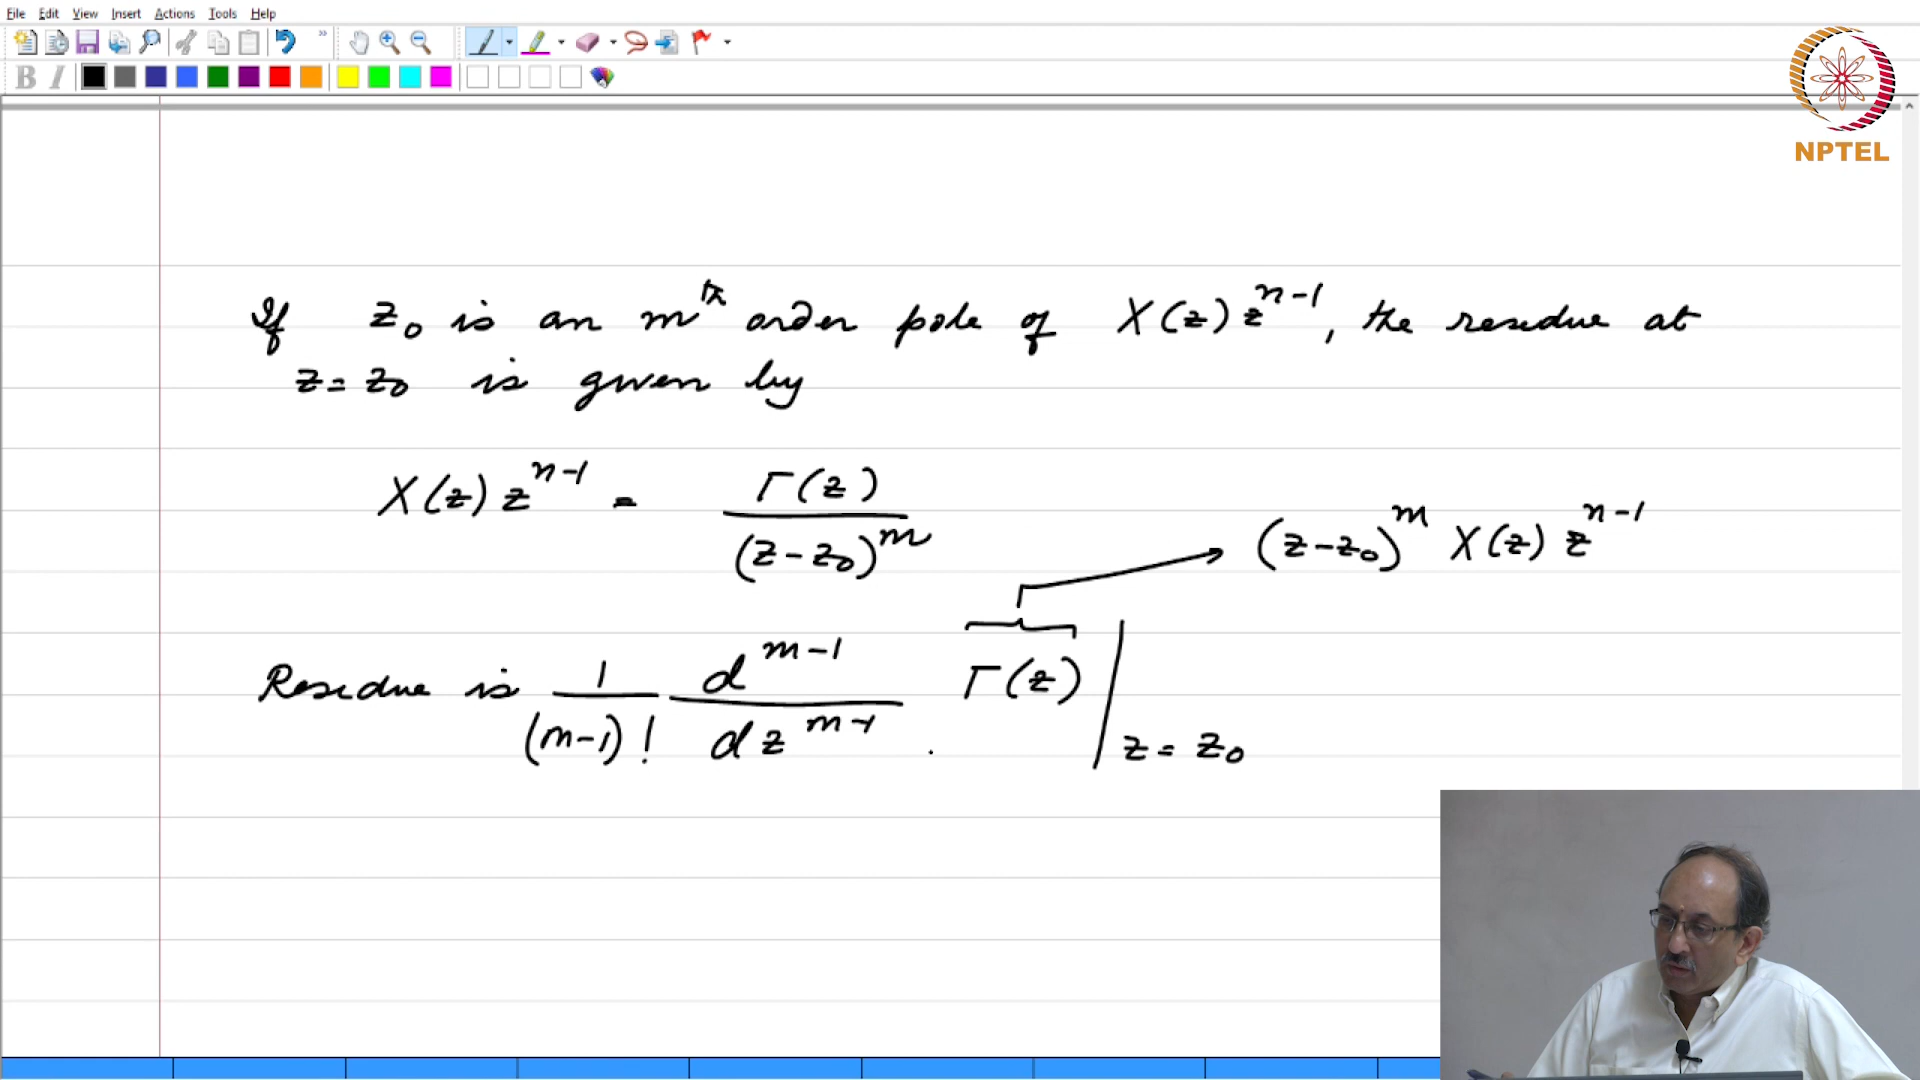 File Edit View Insert Actions Tools Help
B I
NPTEL
If z₀ is an mᵗʰ order pole of X(z) zⁿ⁻¹, the residue at
z = z₀ is given by
X(z) zⁿ⁻¹ = Γ(z) / (z - z₀)ᵐ
(z - z₀)ᵐ X(z) zⁿ⁻¹
Residue is 1/(m-1)! dᵐ⁻¹/dzᵐ⁻¹ Γ(z) | z = z₀